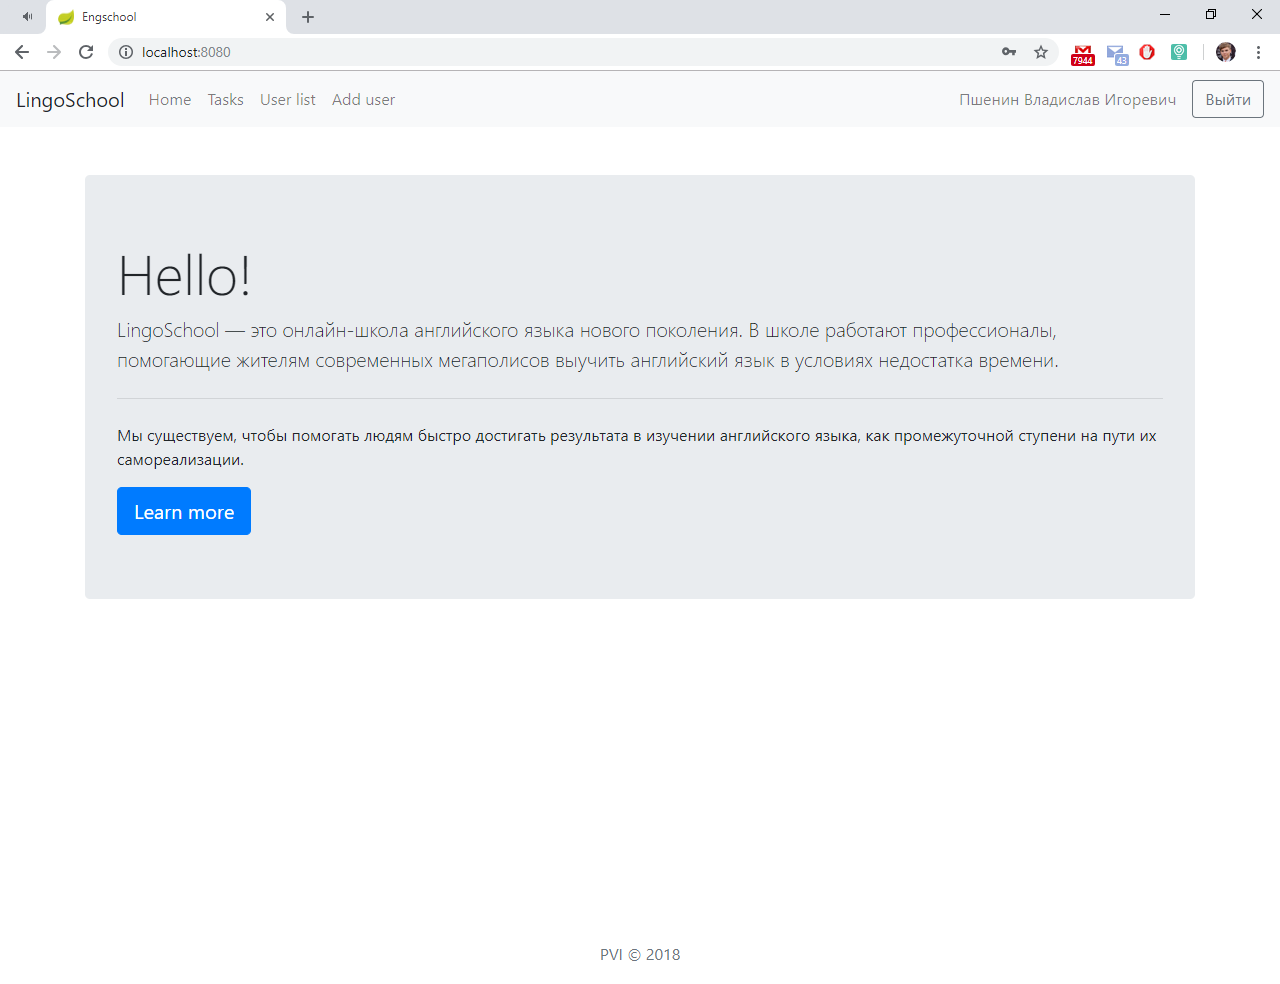 Engschool
localhost:8080
7944
43
LingoSchool Home Tasks User list Add user Пшенин Владислав Игоревич Выйти
Hello!
LingoSchool — это онлайн-школа английского языка нового поколения. В школе работают профессионалы,
помогающие жителям современных мегаполисов выучить английский язык в условиях недостатка времени.
Мы существуем, чтобы помогать людям быстро достигать результата в изучении английского языка, как промежуточной ступени на пути их
самореализации.
Learn more
PVI © 2018